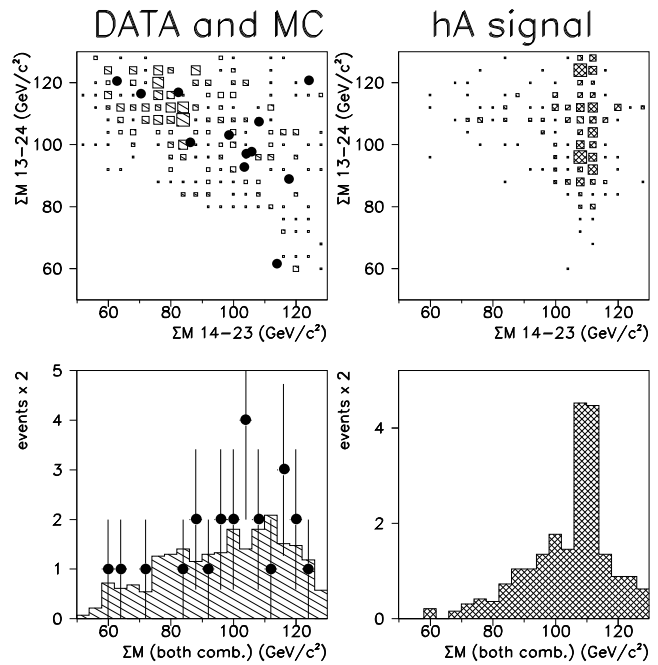 DATA and MC
hA signal
ΣM 13−24 (GeV/c²)
120
100
80
60
60 80 100 120
ΣM 14−23 (GeV/c²)
ΣM 13−24 (GeV/c²)
120
100
80
60
60 80 100 120
ΣM 14−23 (GeV/c²)
events x 2
5
4
3
2
1
0
60 80 100 120
ΣM (both comb.) (GeV/c²)
events x 2
4
2
0
60 80 100 120
ΣM (both comb.) (GeV/c²)